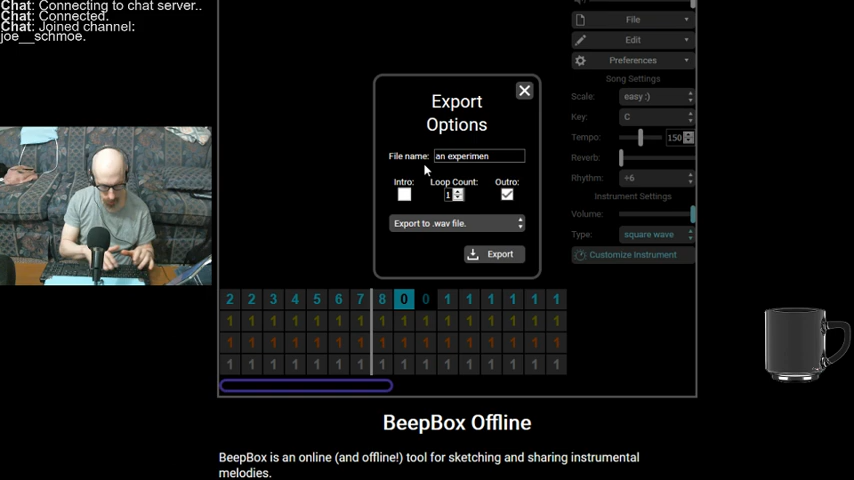 Chat: Connecting to chat server..
Chat: Connected.
Chat: Joined channel:
joe__schmoe.
File
Edit
Preferences
Song Settings
Scale: easy :)
Key: C
Tempo: 150
Reverb:
Rhythm: ÷6
Instrument Settings
Volume:
Type: square wave
Customize Instrument
Export
Options
File name: an experimen
Intro: Loop Count: Outro:
1
Export to .wav file.
Export
2 2 3 4 5 6 7 8 0 0 1 1 1 1 1 1
1 1 1 1 1 1 1 1 1 1 1 1 1 1 1 1
1 1 1 1 1 1 1 1 1 1 1 1 1 1 1 1
1 1 1 1 1 1 1 1 1 1 1 1 1 1 1 1
BeepBox Offline
BeepBox is an online (and offline!) tool for sketching and sharing instrumental
melodies.